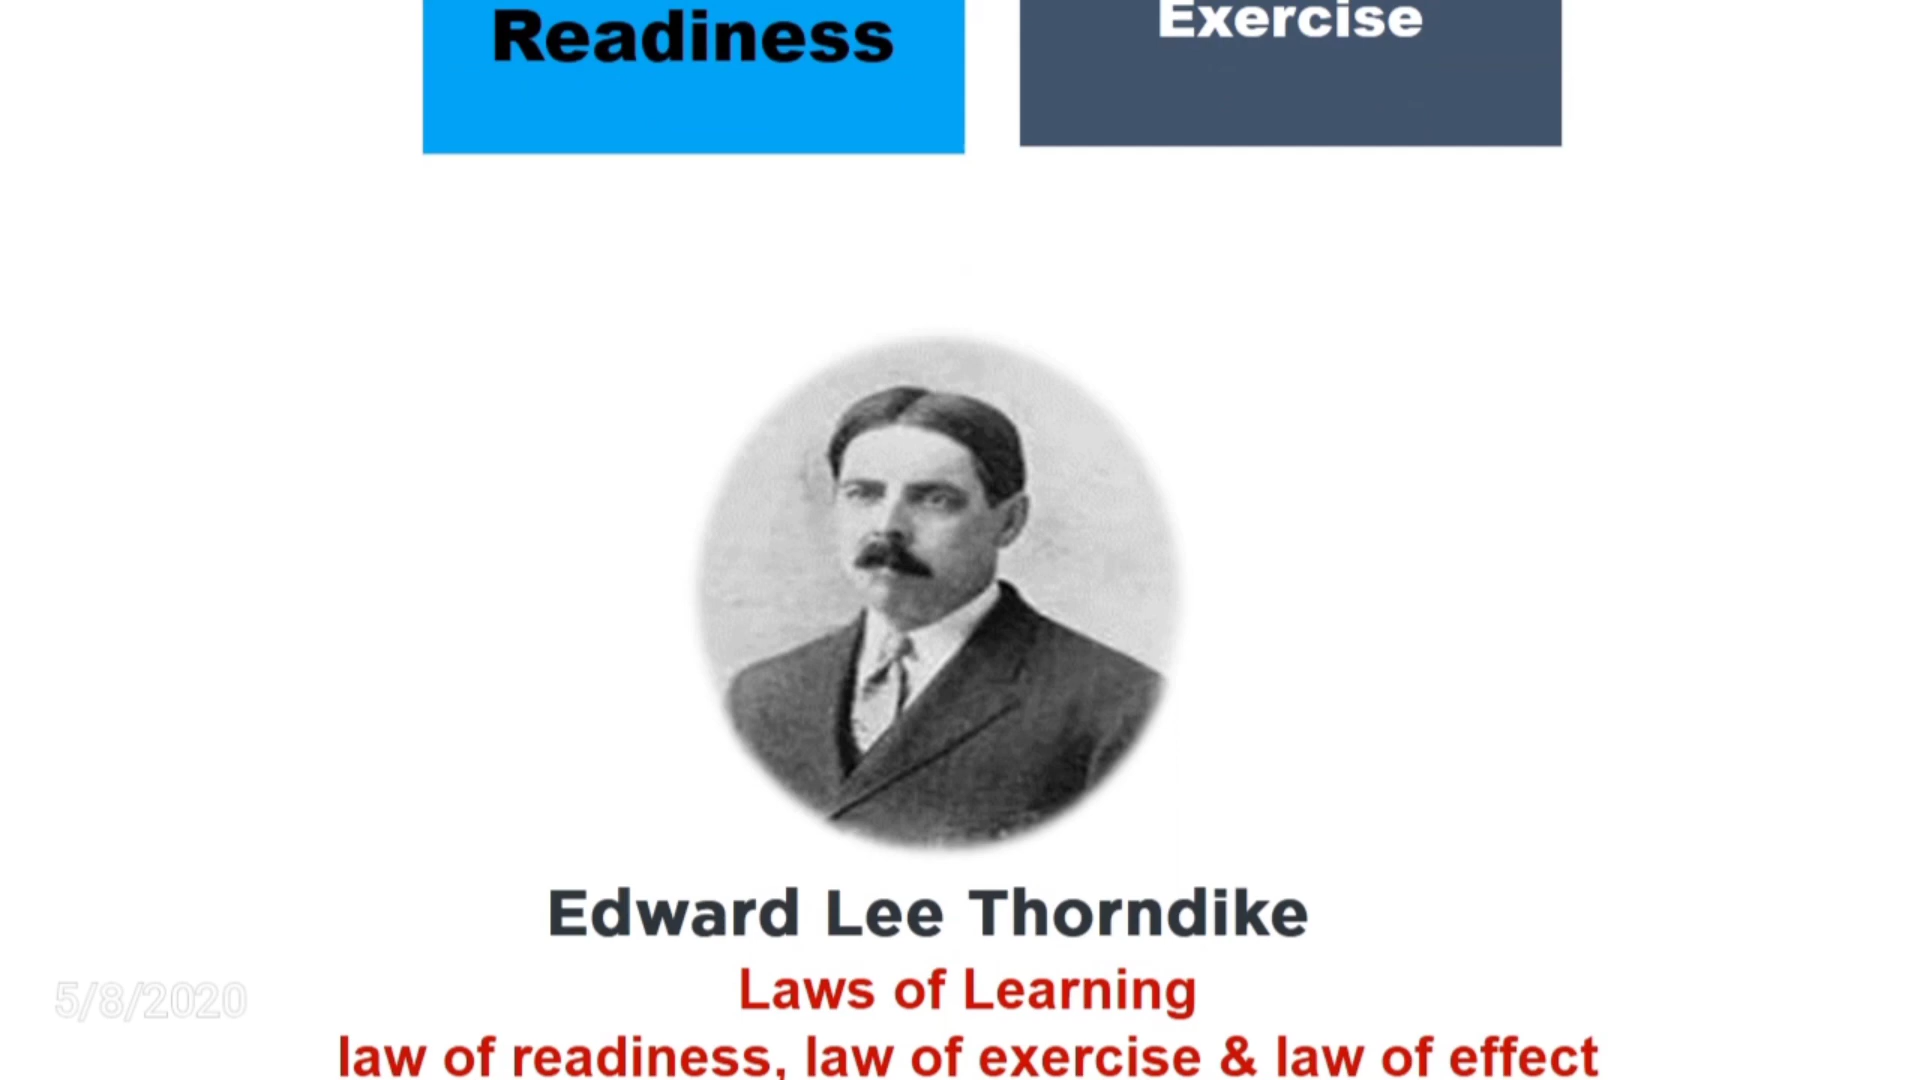 Readiness
Exercise
Edward Lee Thorndike
Laws of Learning
5/8/2020
law of readiness, law of exercise & law of effect